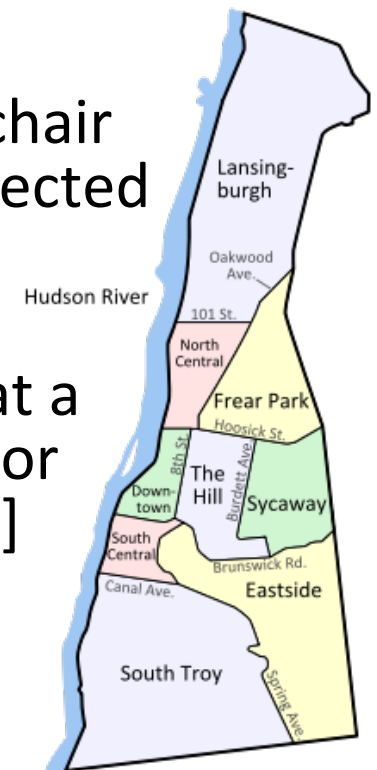 chair
ected
Lansing-
burgh
Oakwood
Ave.
Hudson River
101 St.
North
Central
at a
Frear Park
or
Hoosick St.
8th St.
The
Hill
Burdett Ave.
]
Down-
town
Sycaway
South
Central
Brunswick Rd.
Canal Ave.
Eastside
South Troy
Spring Ave.